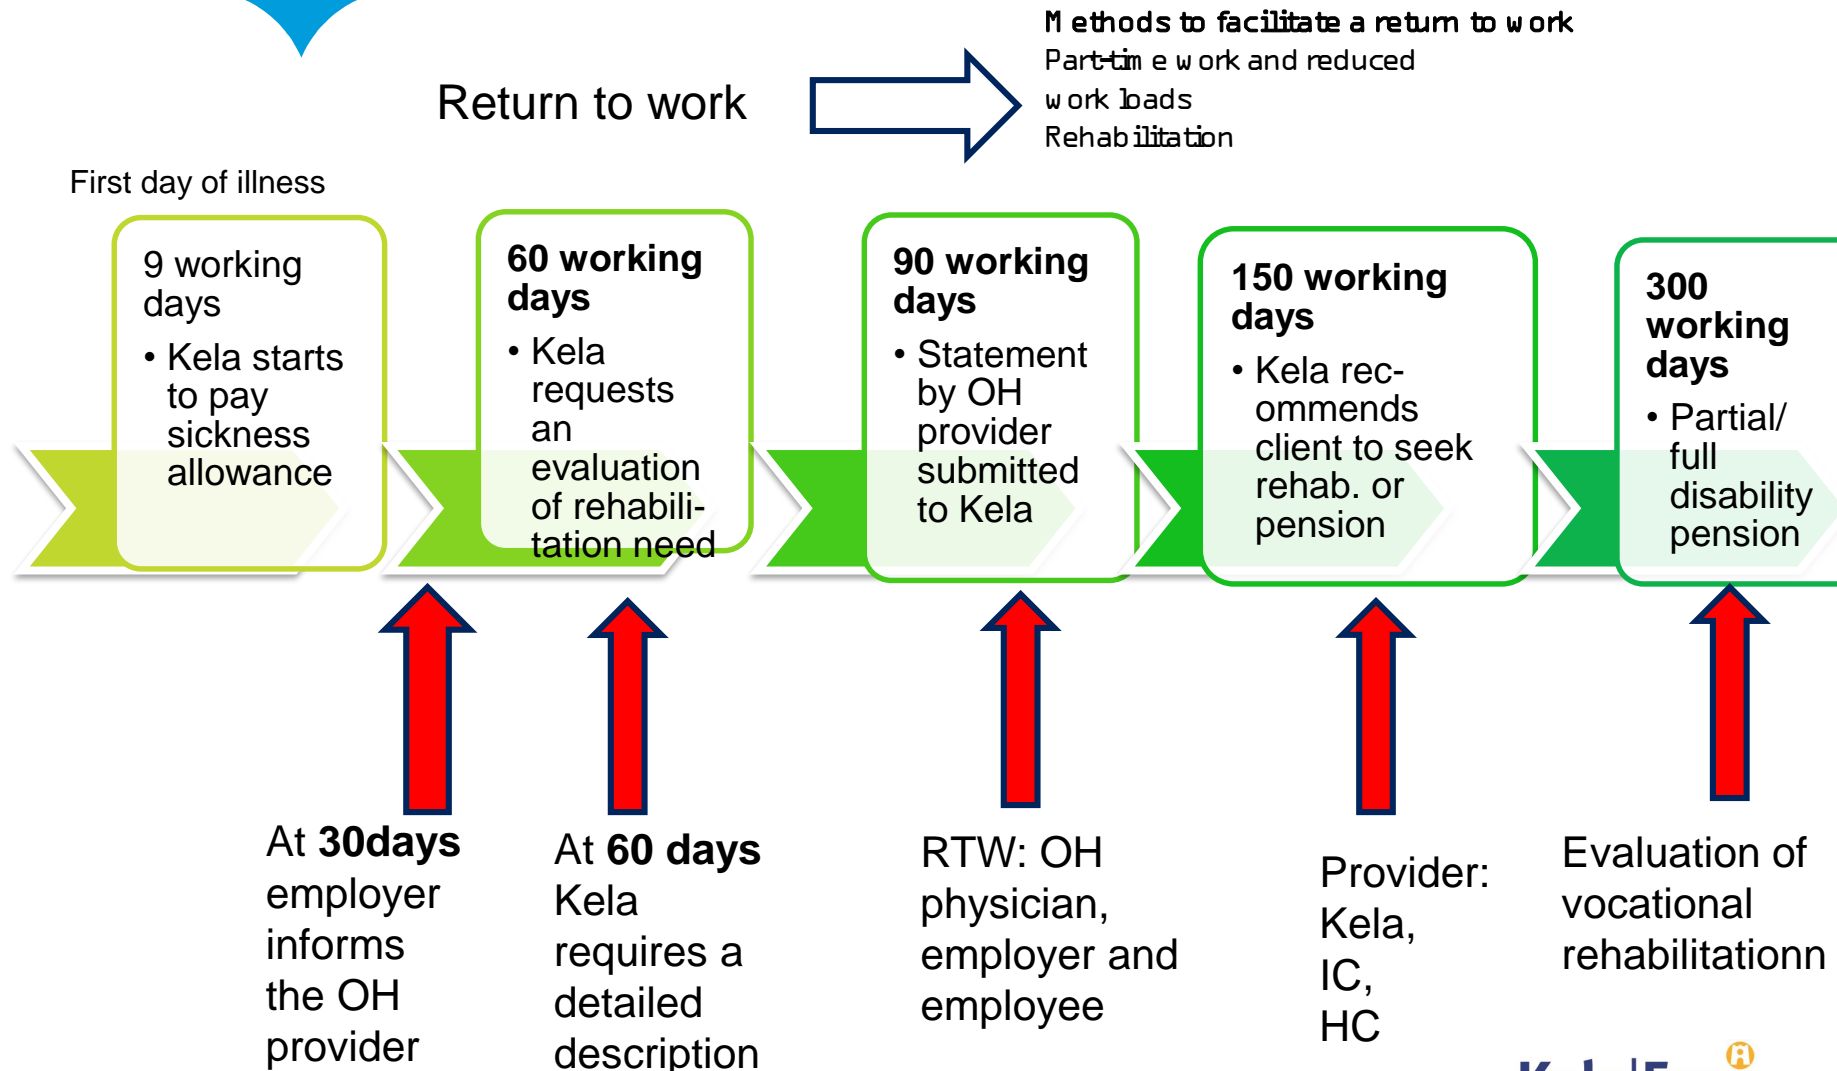 Methods to facilitate a return to work
Part-time work and reduced
work loads
Rehabilitation
Return to work
First day of illness
9 working
days
• Kela starts
to pay
sickness
allowance
60 working
days
• Kela
requests
an
evaluation
of rehabili-
tation need
90 working
days
• Statement
by OH
provider
submitted
to Kela
150 working
days
• Kela rec-
ommends
client to seek
rehab. or
pension
300
working
days
• Partial/
full
disability
pension
At 30days
employer
informs
the OH
provider
At 60 days
Kela
requires a
detailed
description
RTW: OH
physician,
employer and
employee
Provider:
Kela,
IC,
HC
Evaluation of
vocational
rehabilitationn